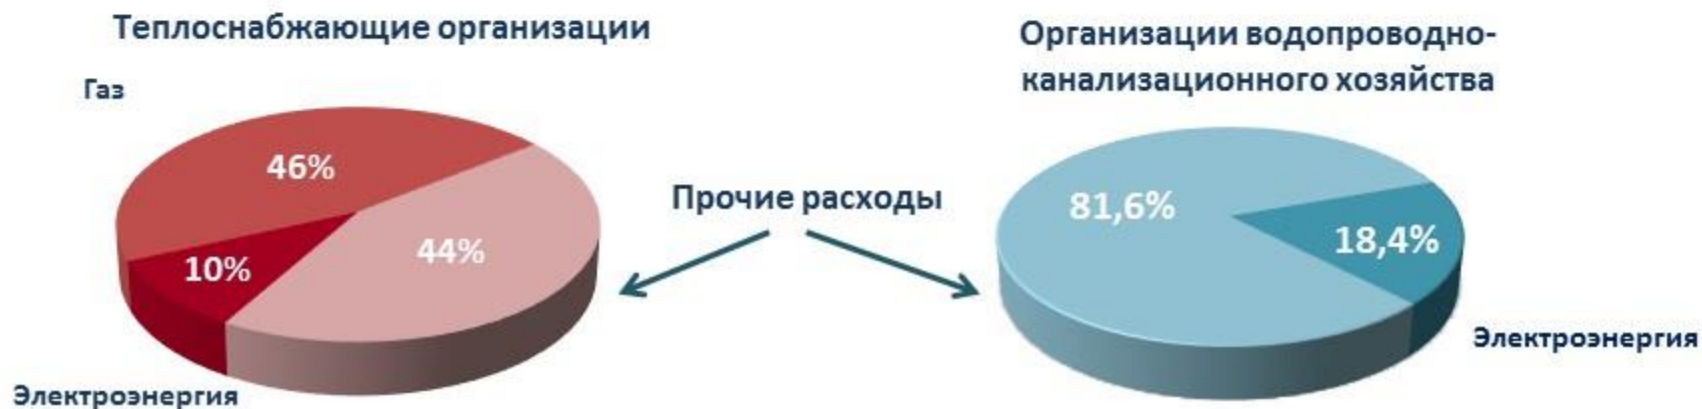 Теплоснабжающие организации
Газ
46%
10%
44%
Электроэнергия
Прочие расходы
Организации водопроводно-
канализационного хозяйства
81,6%
18,4%
Электроэнергия